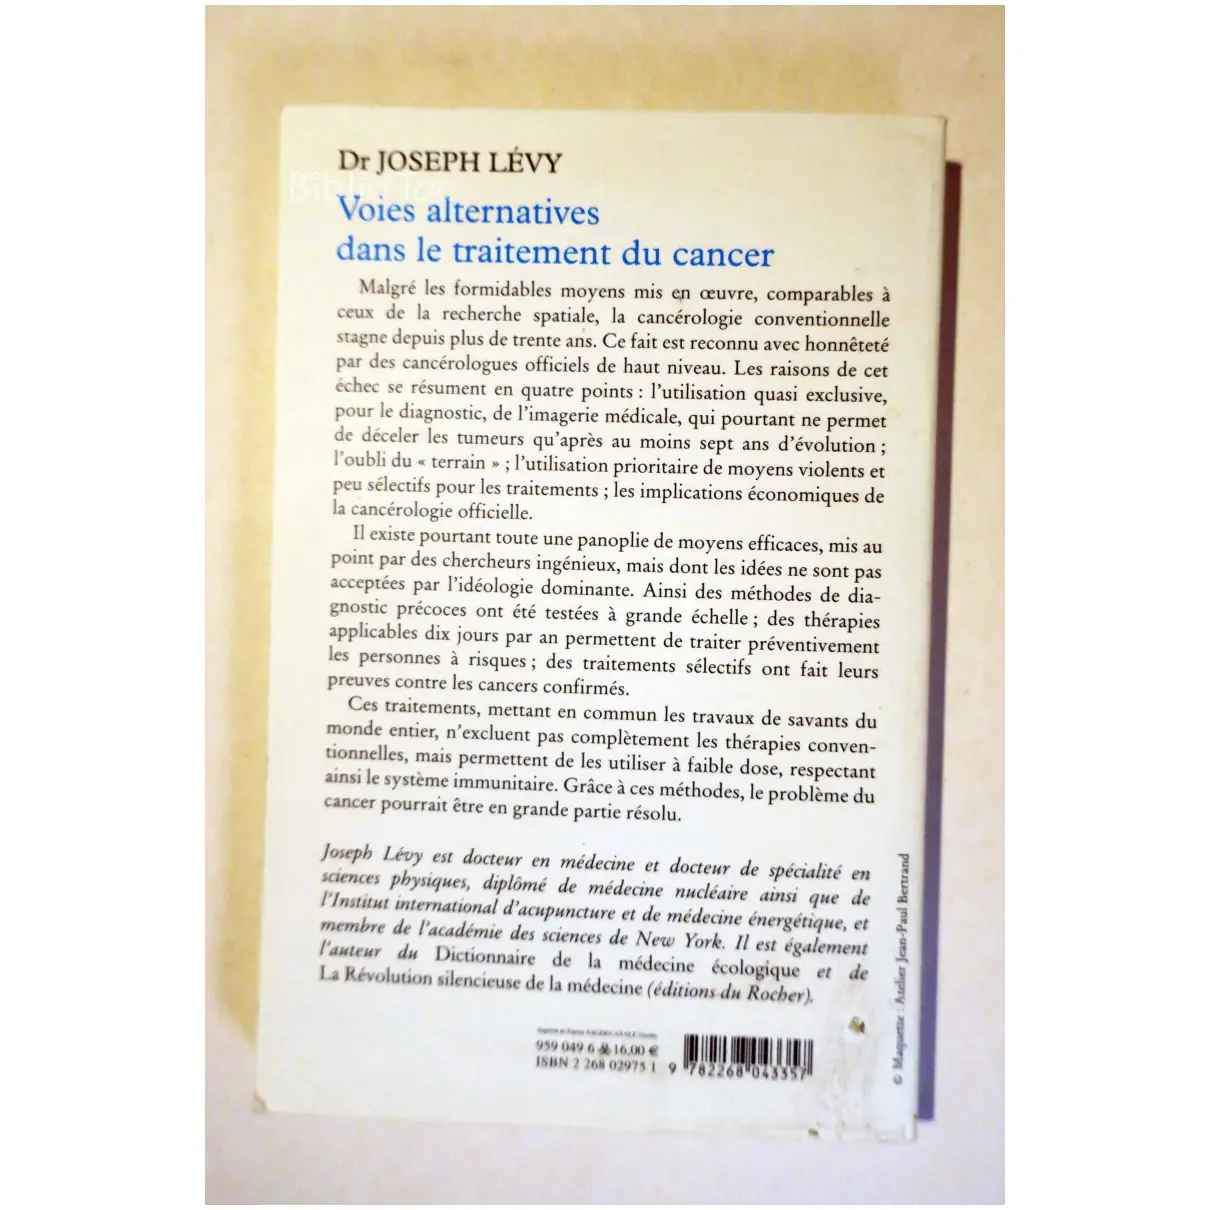 Dr JOSEPH LÉVY
Voies alternatives
dans le traitement du cancer
Malgré les formidables moyens mis en œuvre, comparables à
ceux de la recherche spatiale, la cancérologie conventionnelle
stagne depuis plus de trente ans. Ce fait est reconnu avec honnêteté
par des cancérologues officiels de haut niveau. Les raisons de cet
échec se résument en quatre points : l'utilisation quasi exclusive,
pour le diagnostic, de l'imagerie médicale, qui pourtant ne permet
de déceler les tumeurs qu'après au moins sept ans d'évolution ;
l'oubli du « terrain » ; l'utilisation prioritaire de moyens violents et
peu sélectifs pour les traitements ; les implications économiques de
la cancérologie officielle.
Il existe pourtant toute une panoplie de moyens efficaces, mis au
point par des chercheurs ingénieux, mais dont les idées ne sont pas
acceptées par l'idéologie dominante. Ainsi des méthodes de dia-
gnostic précoces ont été testées à grande échelle ; des thérapies
applicables dix jours par an permettent de traiter préventivement
les personnes à risques ; des traitements sélectifs ont fait leurs
preuves contre les cancers confirmés.
Ces traitements, mettant en commun les travaux de savants du
monde entier, n'excluent pas complètement les thérapies conven-
tionnelles, mais permettent de les utiliser à faible dose, respectant
ainsi le système immunitaire. Grâce à ces méthodes, le problème du
cancer pourrait être en grande partie résolu.
Joseph Lévy est docteur en médecine et docteur de spécialité en
sciences physiques, diplômé de médecine nucléaire ainsi que de
l'Institut international d'acupuncture et de médecine énergétique, et
membre de l'académie des sciences de New York. Il est également
l'auteur du Dictionnaire de la médecine écologique et de
La Révolution silencieuse de la médecine (éditions du Rocher).
959 049 6 16,00 €
ISBN 2 268 02975 1
9 782268 043357
© Maquette : Atelier Jean-Paul Bertrand